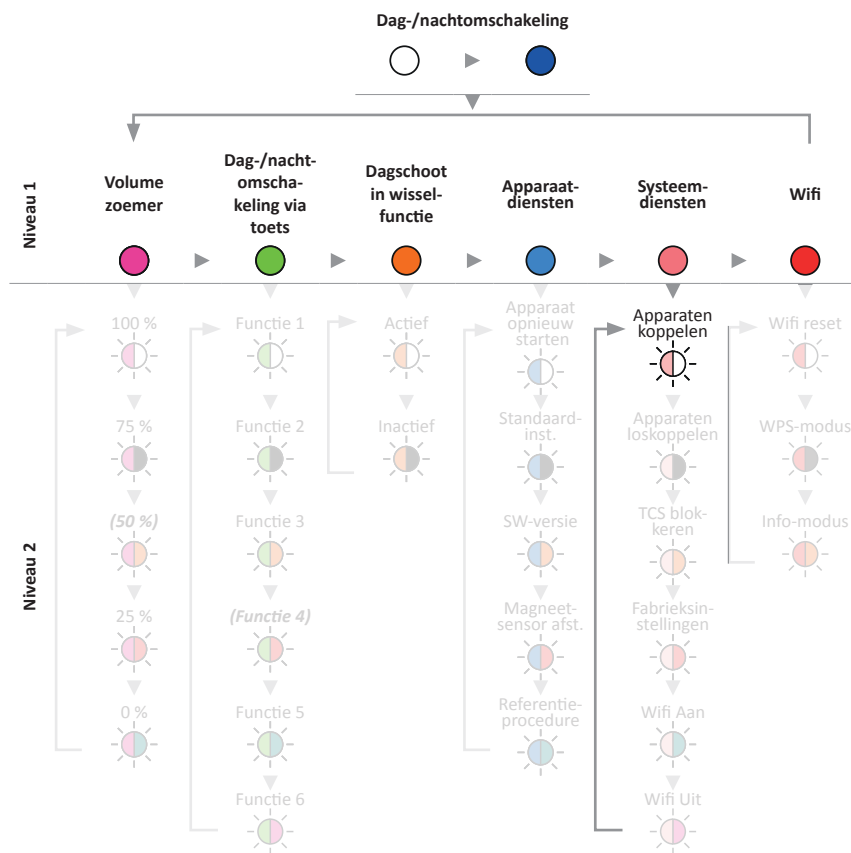 Dag-/nachtomschakeling
Niveau 1
Volume
zoemer
Dag-/nacht-
omscha-
keling via
toets
Dagschoot
in wissel-
functie
Apparaat-
diensten
Systeem-
diensten
Wifi
Niveau 2
100 %
75 %
(50 %)
25 %
0 %
Functie 1
Functie 2
Functie 3
(Functie 4)
Functie 5
Functie 6
Actief
Inactief
Apparaat
opnieuw
starten
Standaard-
inst.
SW-versie
Magneet-
sensor afst.
Referentie-
procedure
Apparaten
koppelen
Apparaten
loskoppelen
TCS blok-
keren
Fabrieksin-
stellingen
Wifi Aan
Wifi Uit
Wifi reset
WPS-modus
Info-modus